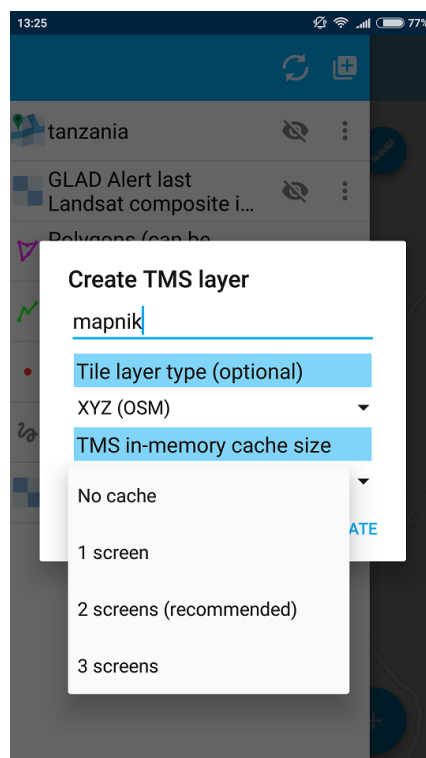 13:25
77%
tanzania
GLAD Alert last
Landsat composite i...
Polygons (can be
Create TMS layer
mapnik
Tile layer type (optional)
XYZ (OSM)
TMS in-memory cache size
No cache
ATE
1 screen
2 screens (recommended)
3 screens